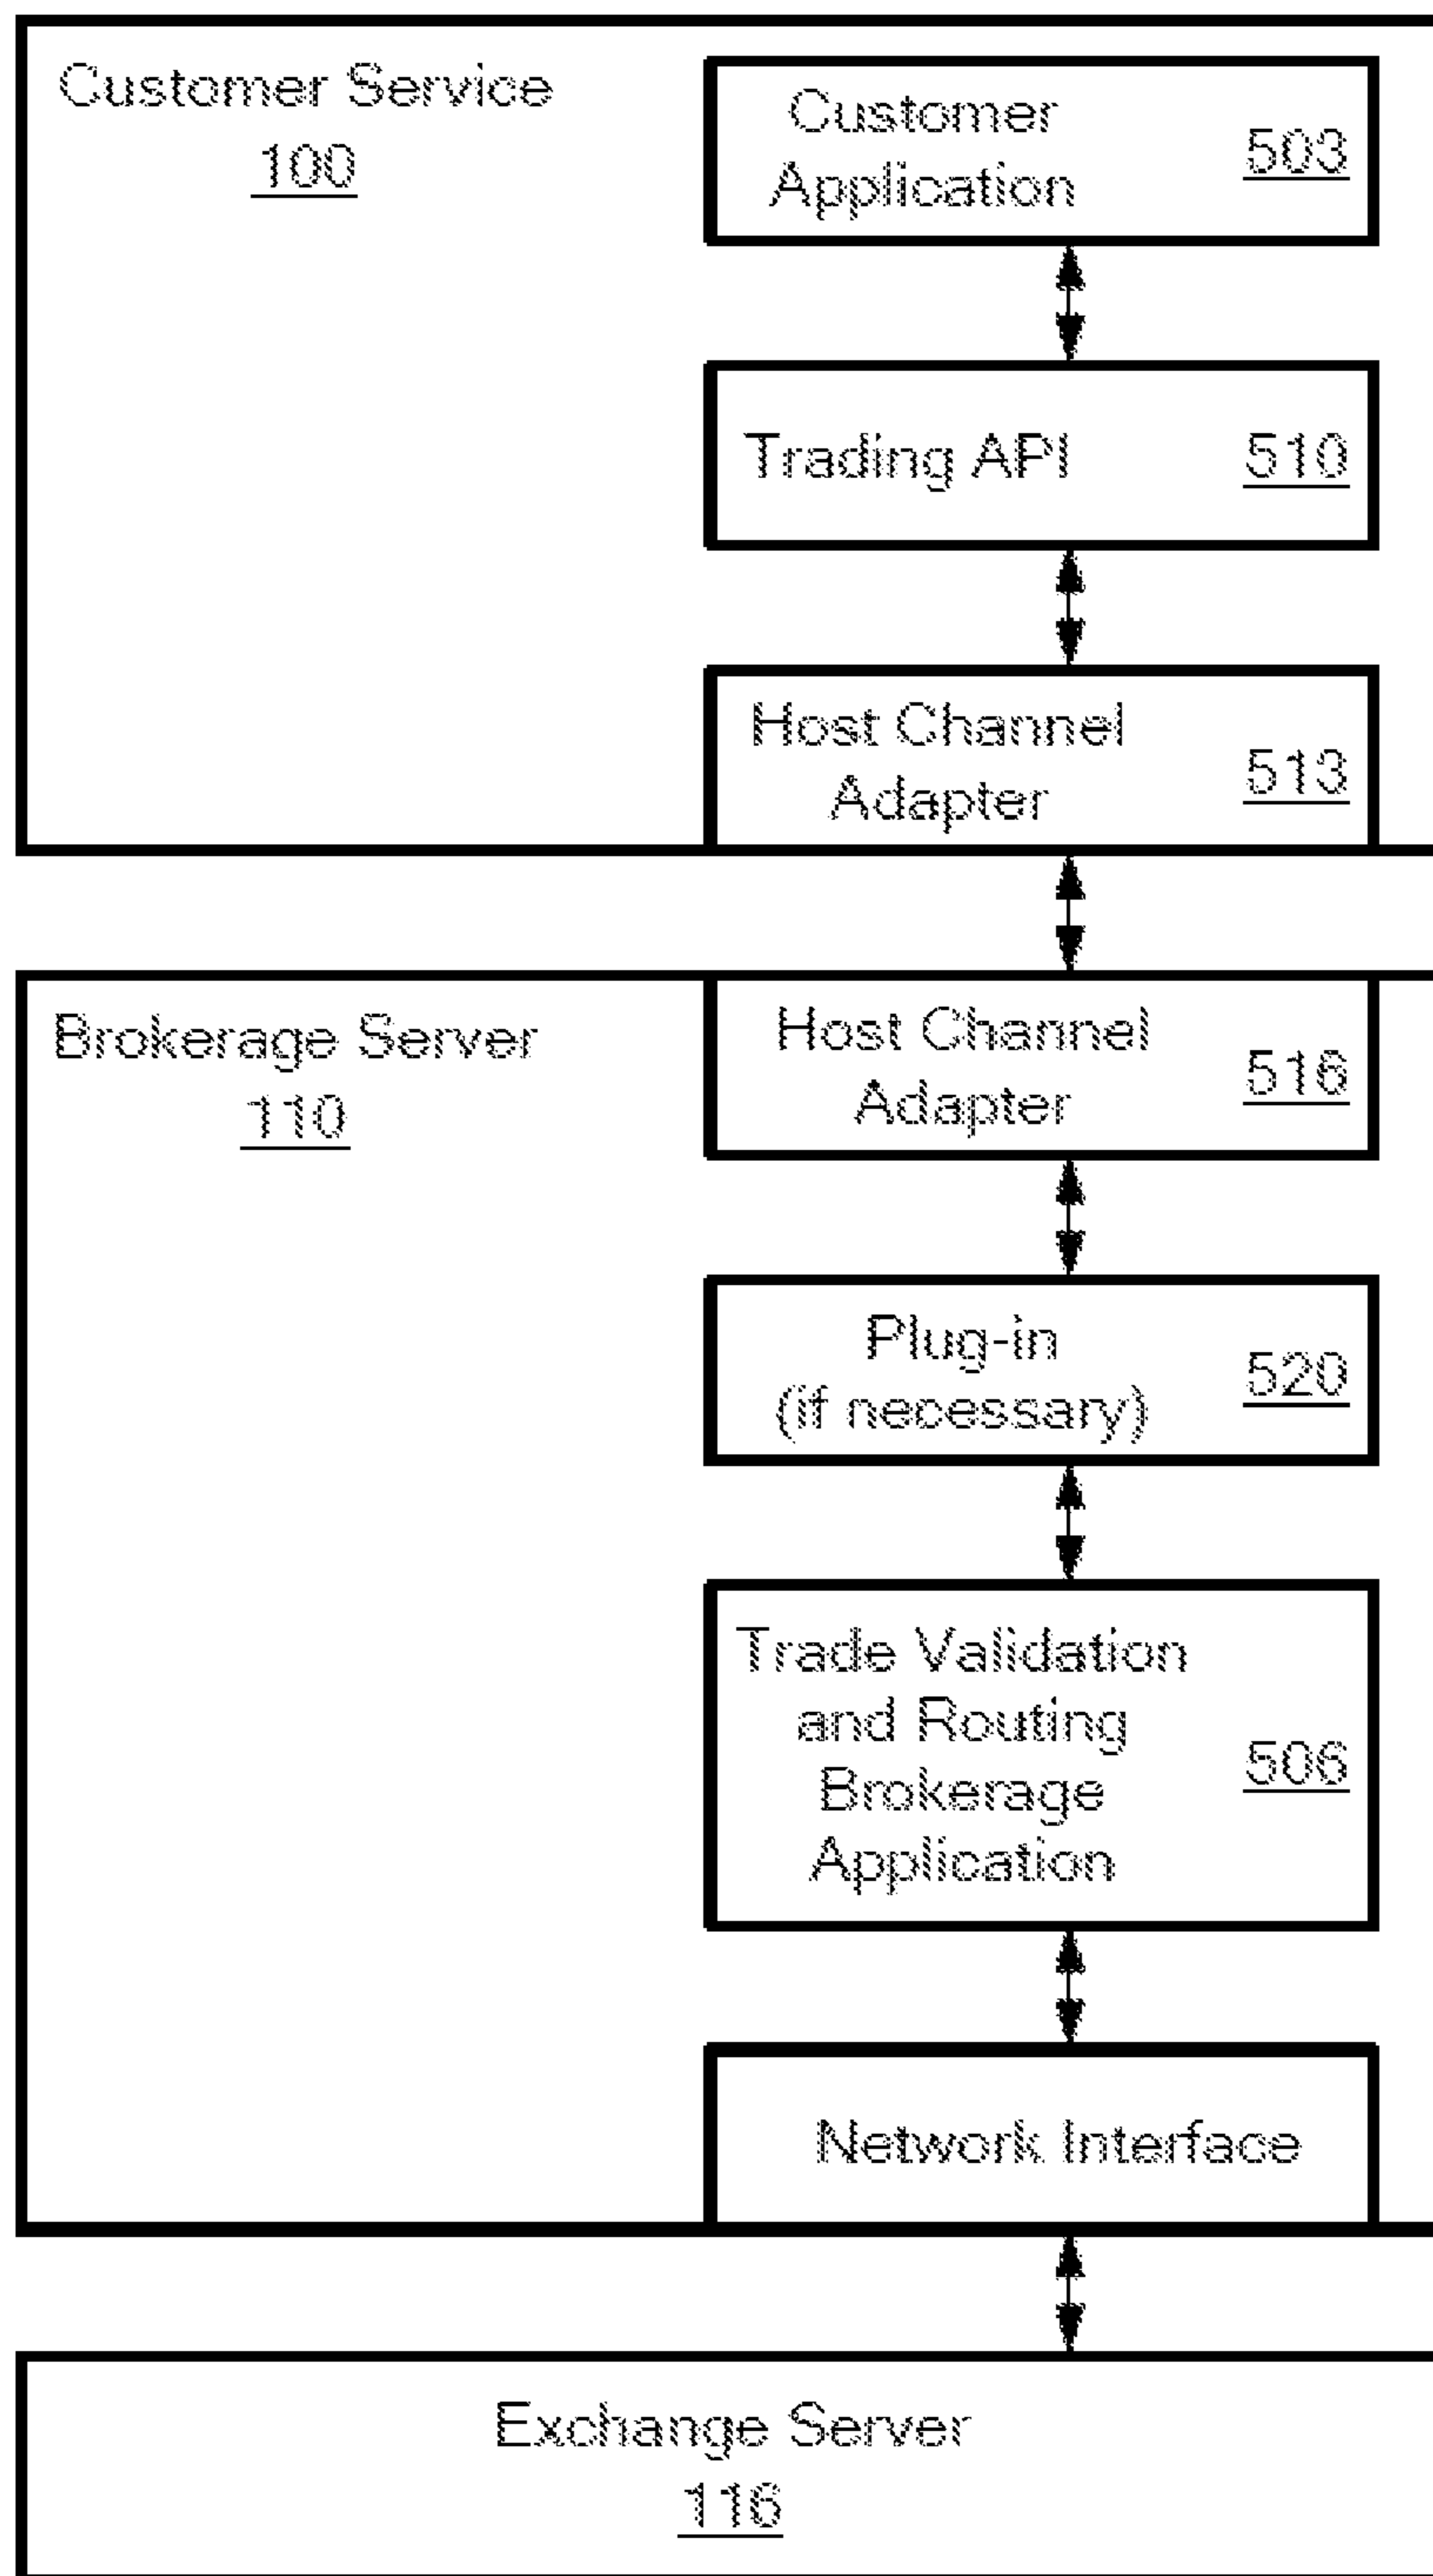 Customer Service
100
Customer
Application
503
Trading API
510
Host Channel
Adapter
513
Brokerage Server
110
Host Channel
Adapter
516
Plug-in
(if necessary)
520
Trade Validation
and Routing
Brokerage
Application
506
Network Interface
Exchange Server
116